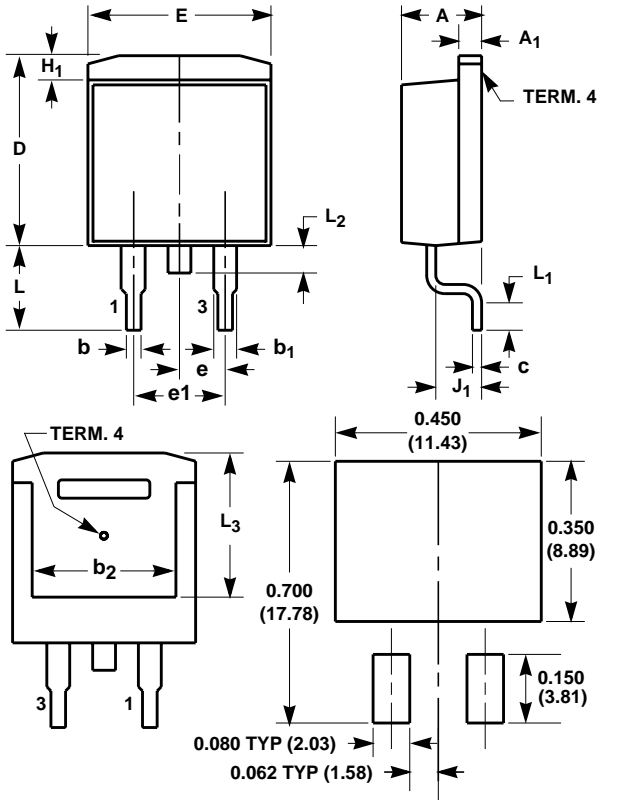 E
A
A1
H1
TERM. 4
D
L2
L
L1
1
3
b
b1
e
c
e1
J1
TERM. 4
0.450
(11.43)
L3
b2
0.350
(8.89)
0.700
(17.78)
3
1
0.150
(3.81)
0.080 TYP (2.03)
0.062 TYP (1.58)